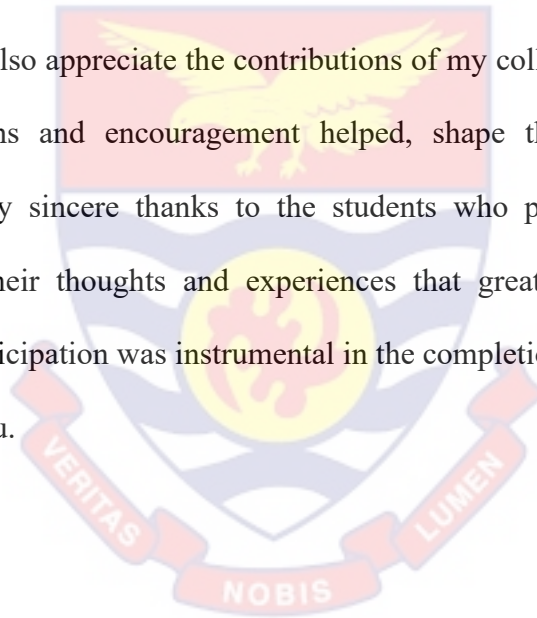 lso appreciate the contributions of my coll
ns and encouragement helped, shape th
y sincere thanks to the students who p
heir thoughts and experiences that great
icipation was instrumental in the completic
u.
VERITAS
NOBIS
LUMEN